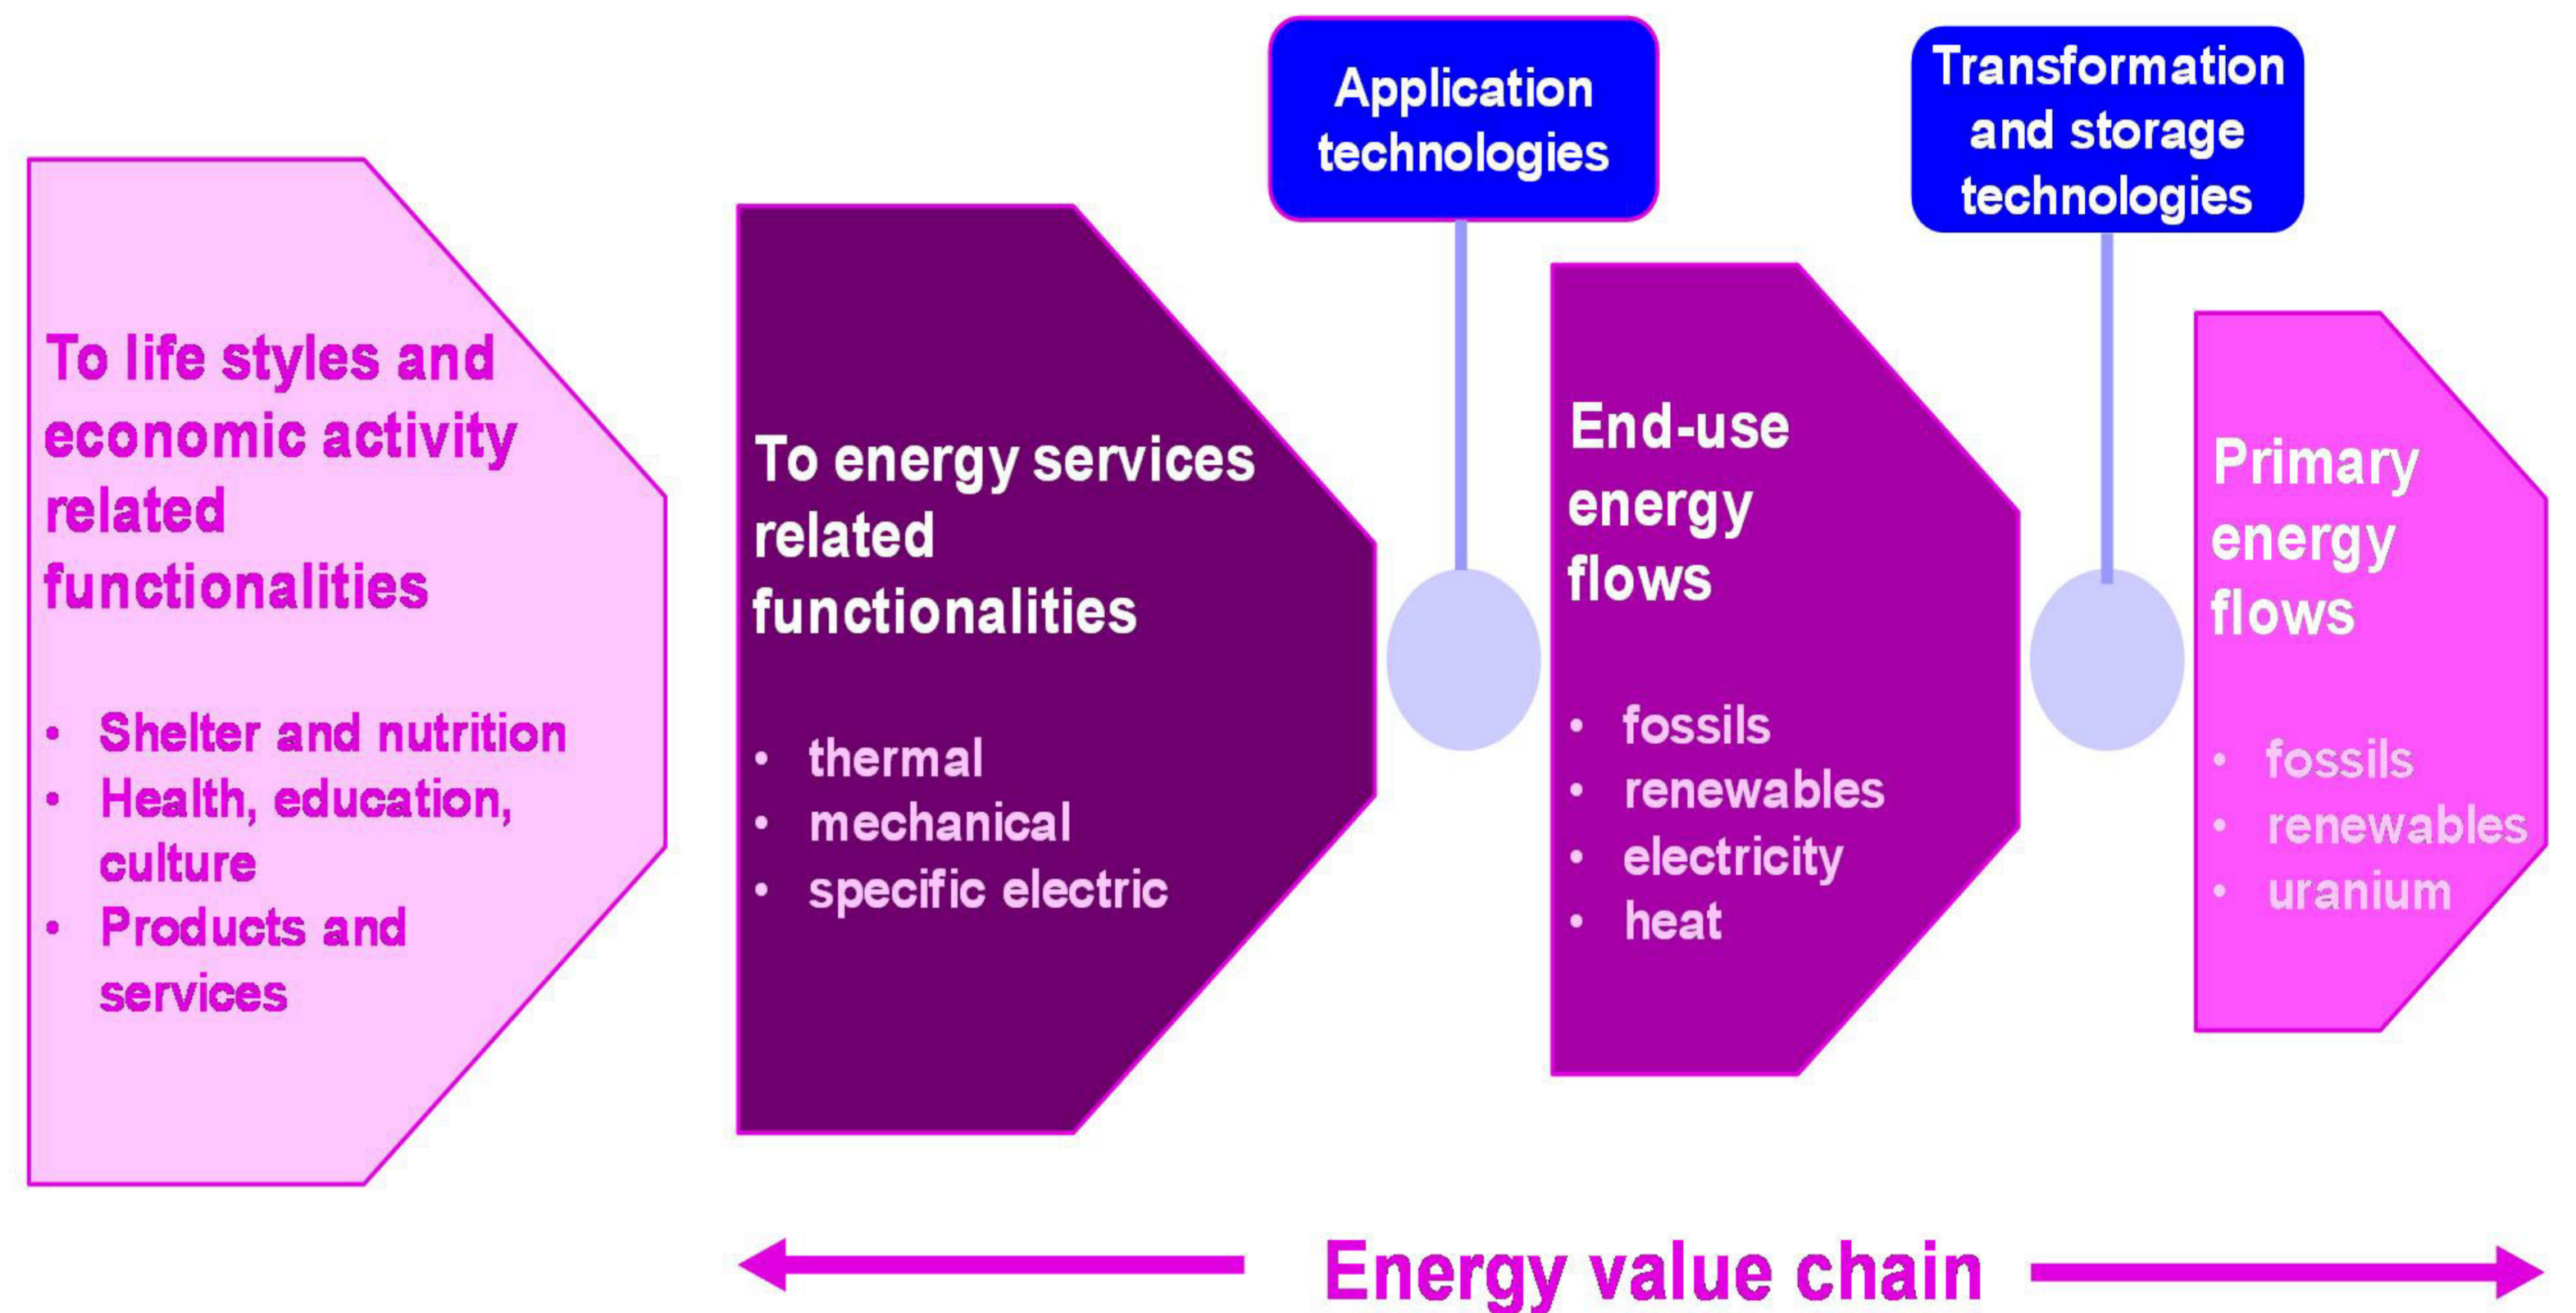 Application
technologies
Transformation
and storage
technologies
To life styles and
economic activity
related
functionalities
• Shelter and nutrition
• Health, education,
culture
• Products and
services
To energy services
related
functionalities
• thermal
• mechanical
• specific electric
End-use
energy
flows
• fossils
• renewables
• electricity
• heat
Primary
energy
flows
• fossils
• renewables
• uranium
Energy value chain